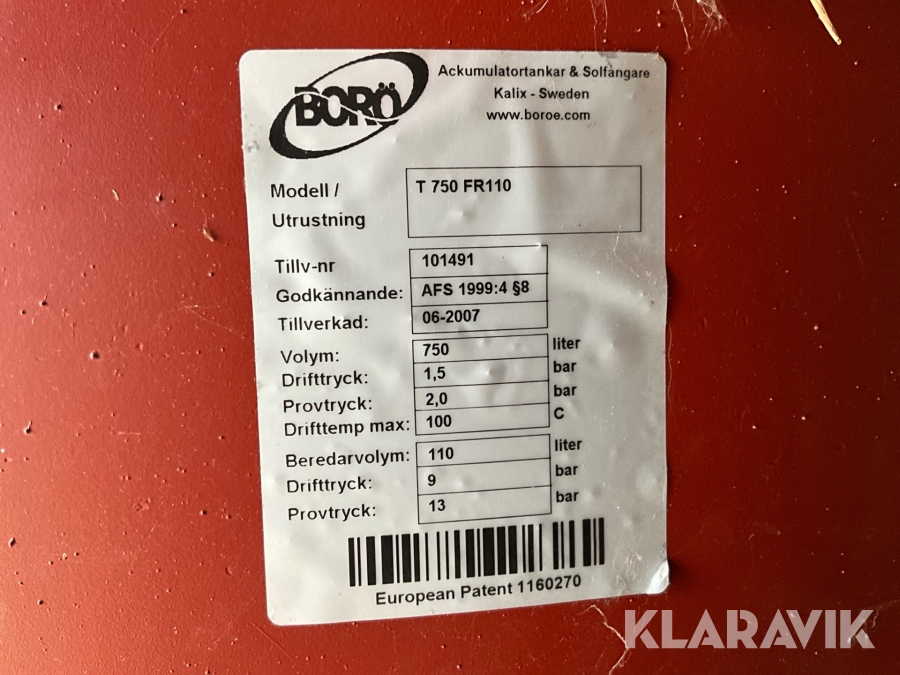 BORÖ
Ackumulatortankar & Solfångare
Kalix - Sweden
www.boroe.com
Modell / T 750 FR110
Utrustning
Tillv-nr 101491
Godkännande: AFS 1999:4 §8
Tillverkad: 06-2007
Volym: 750 liter
Drifttryck: 1,5 bar
Provtryck: 2,0 bar
Drifttemp max: 100 C
Beredarvolym: 110 liter
Drifttryck: 9 bar
Provtryck: 13 bar
European Patent 1160270
KLARAVIK